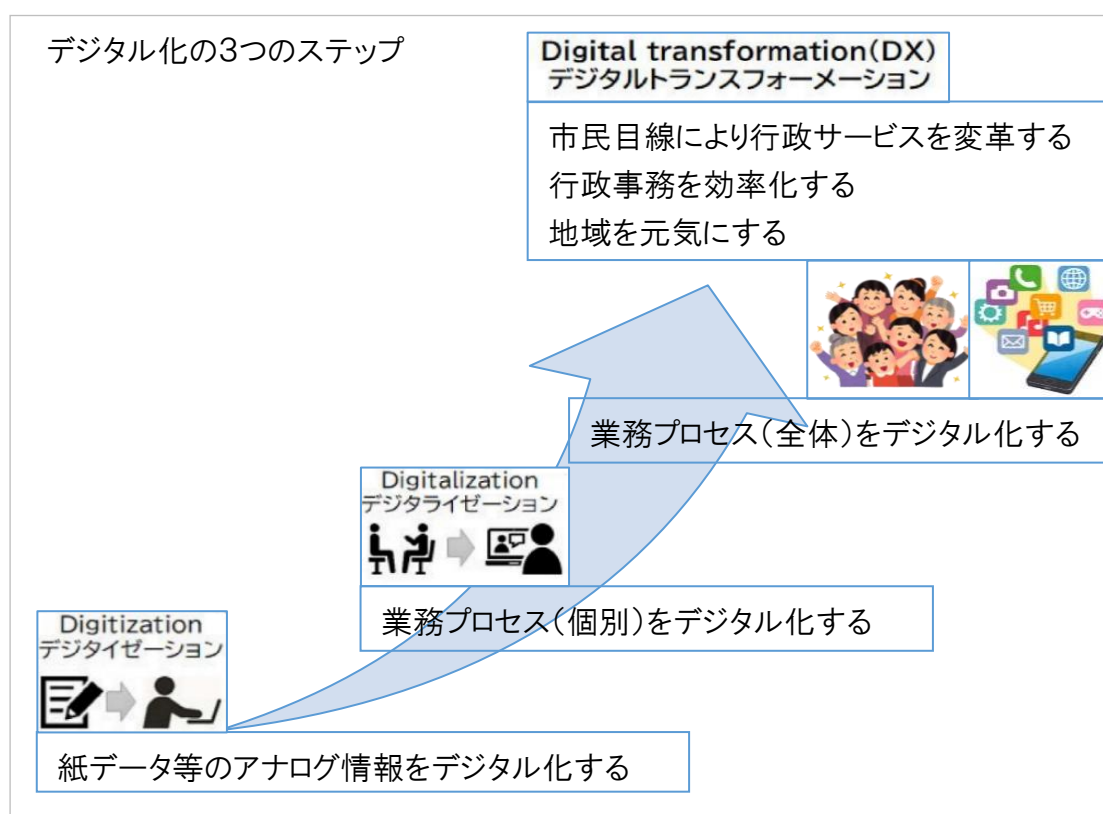 デジタル化の3つのステップ
Digital transformation(DX)
デジタルトランスフォーメーション
市民目線により行政サービスを変革する
行政事務を効率化する
地域を元気にする
業務プロセス(全体)をデジタル化する
Digitalization
デジタライゼーション
業務プロセス(個別)をデジタル化する
Digitization
デジタイゼーション
紙データ等のアナログ情報をデジタル化する